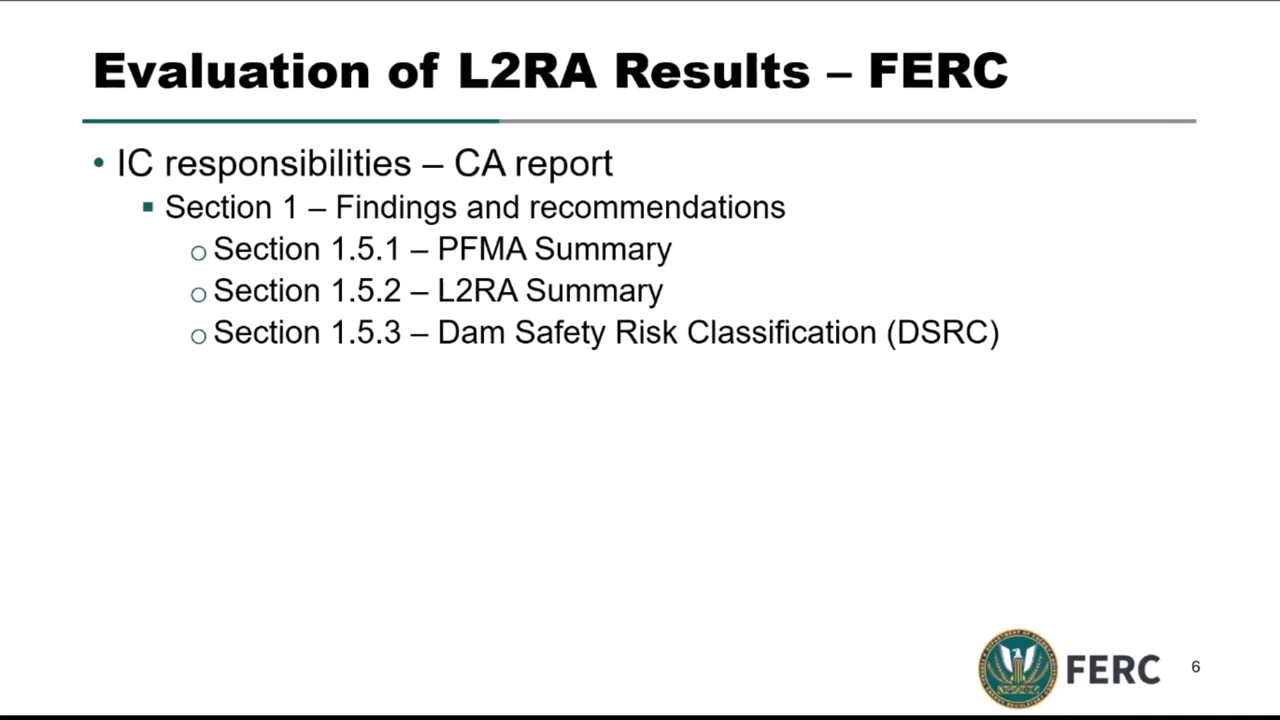 Evaluation of L2RA Results – FERC
• IC responsibilities – CA report
▪ Section 1 – Findings and recommendations
o Section 1.5.1 – PFMA Summary
o Section 1.5.2 – L2RA Summary
o Section 1.5.3 – Dam Safety Risk Classification (DSRC)
FERC
6